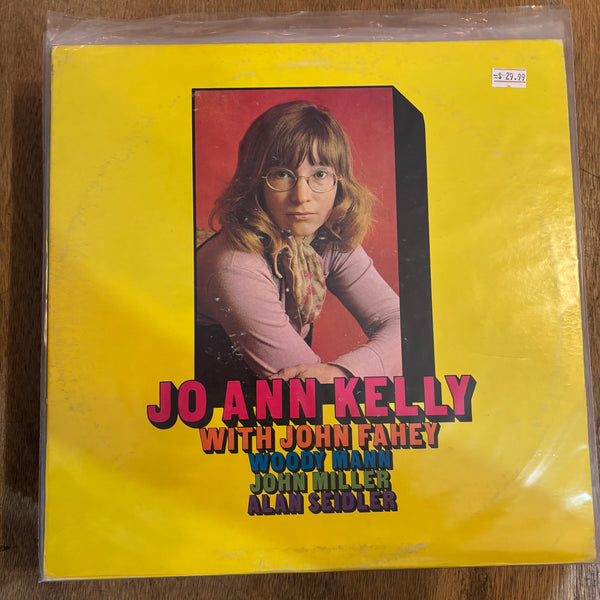 $ 29.99
JO ANN KELLY
WITH JOHN FAHEY
WOODY MANN
JOHN MILLER
ALAN SEIDLER